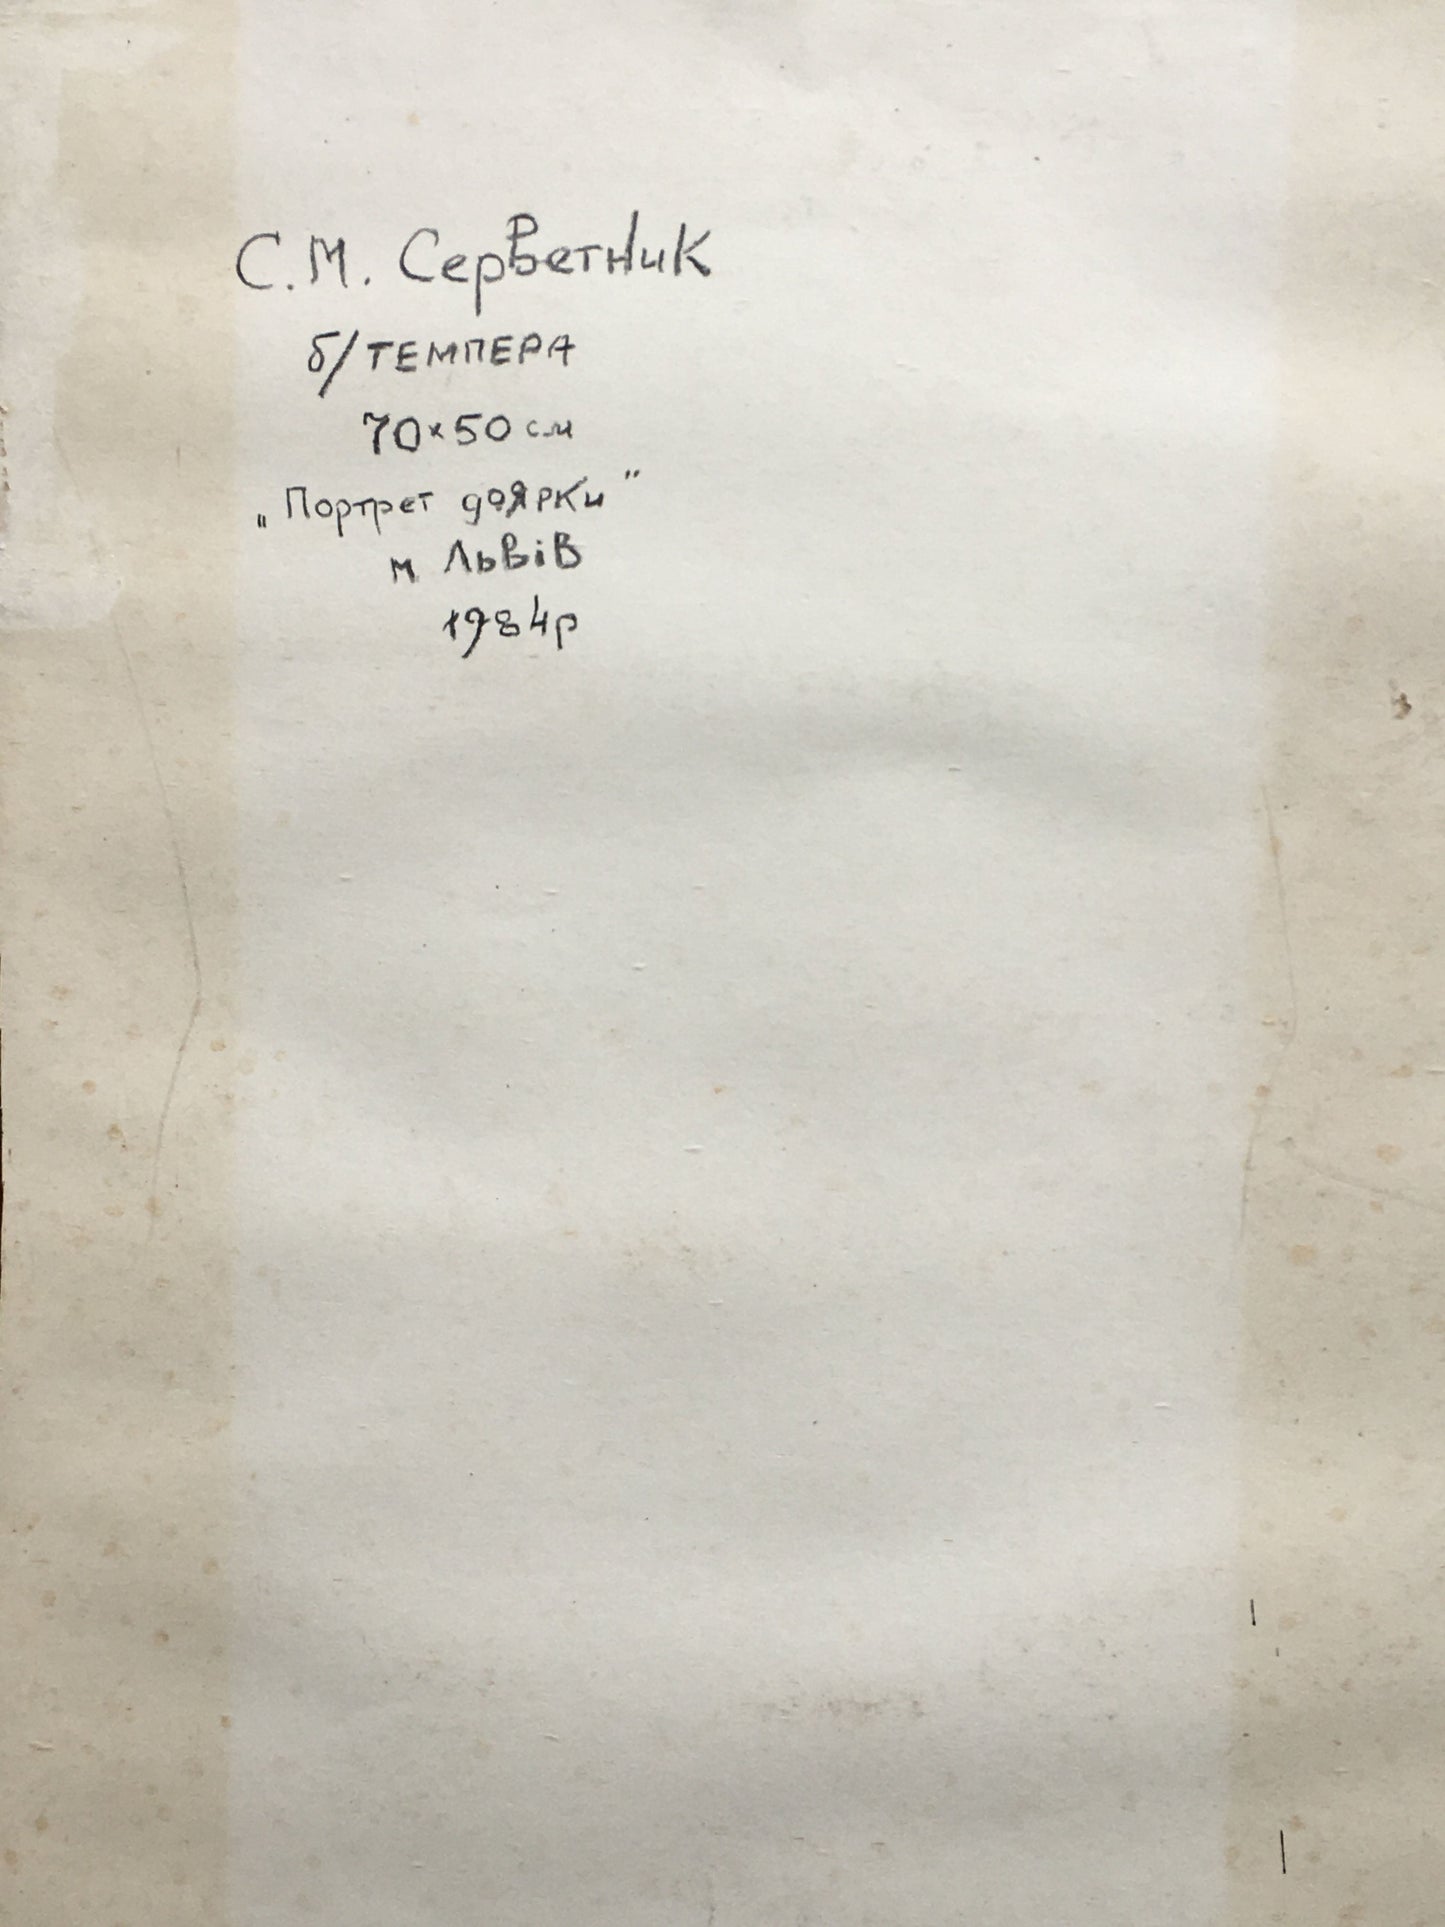 С.М. Серветник
б/ТЕМПЕРА
70×50 см
„Портрет доярки"
м Львів
1984р